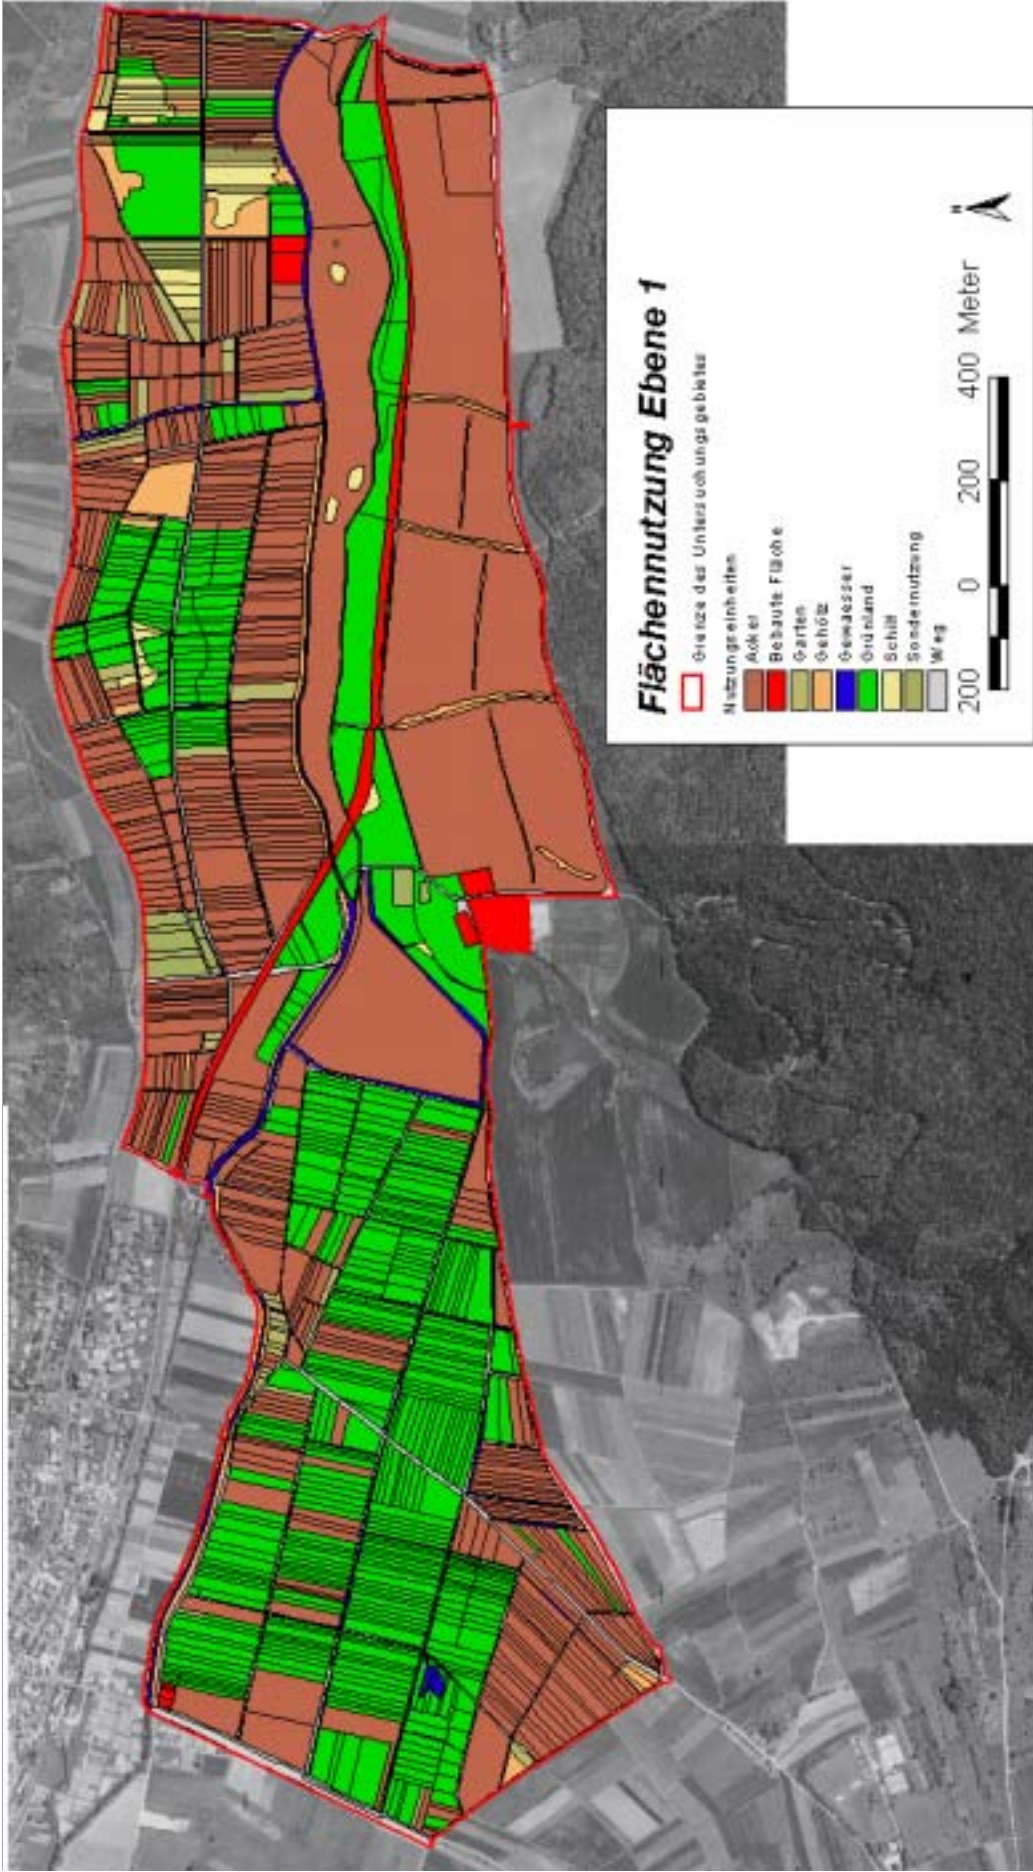 Flächennutzung Ebene 1
Grenze des Untersuchungsgebietes
Nutzungseinheiten
Acker
Bebaute Fläche
Garten
Gehölz
Gewaesser
Grünland
Schilf
Sondernutzung
Weg
200 0 200 400 Meter
N